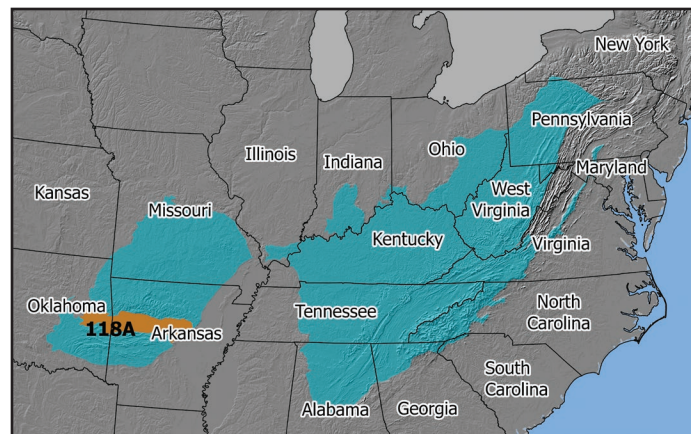 New York
Pennsylvania
Ohio
Illinois
Indiana
Maryland
Kansas
West
Virginia
Missouri
Kentucky
Virginia
Oklahoma
Tennessee
North
Carolina
118A
Arkansas
South
Carolina
Alabama
Georgia